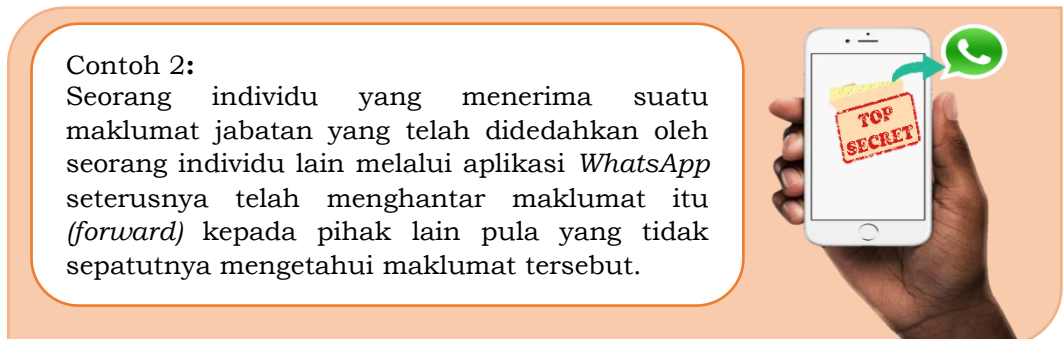 Contoh 2:
Seorang individu yang menerima suatu
maklumat jabatan yang telah didedahkan oleh
seorang individu lain melalui aplikasi WhatsApp
seterusnya telah menghantar maklumat itu
(forward) kepada pihak lain pula yang tidak
sepatutnya mengetahui maklumat tersebut.
TOP
SECRET